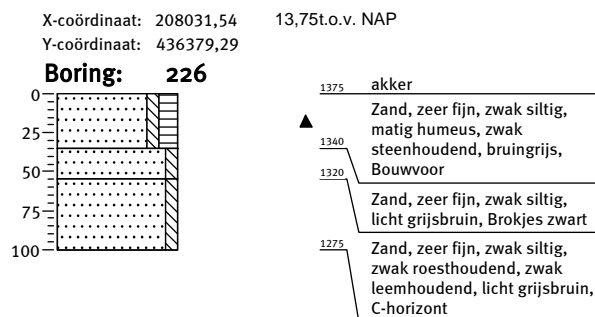 X-coördinaat: 208031,54 13,75t.o.v. NAP
Y-coördinaat: 436379,29
Boring: 226
0
25
50
75
100
1375 akker
Zand, zeer fijn, zwak siltig,
matig humeus, zwak
steenhoudend, bruingrijs,
Bouwvoor
1340
1320
Zand, zeer fijn, zwak siltig,
licht grijsbruin, Brokjes zwart
1275
Zand, zeer fijn, zwak siltig,
zwak roesthoudend, zwak
leemhoudend, licht grijsbruin,
C-horizont